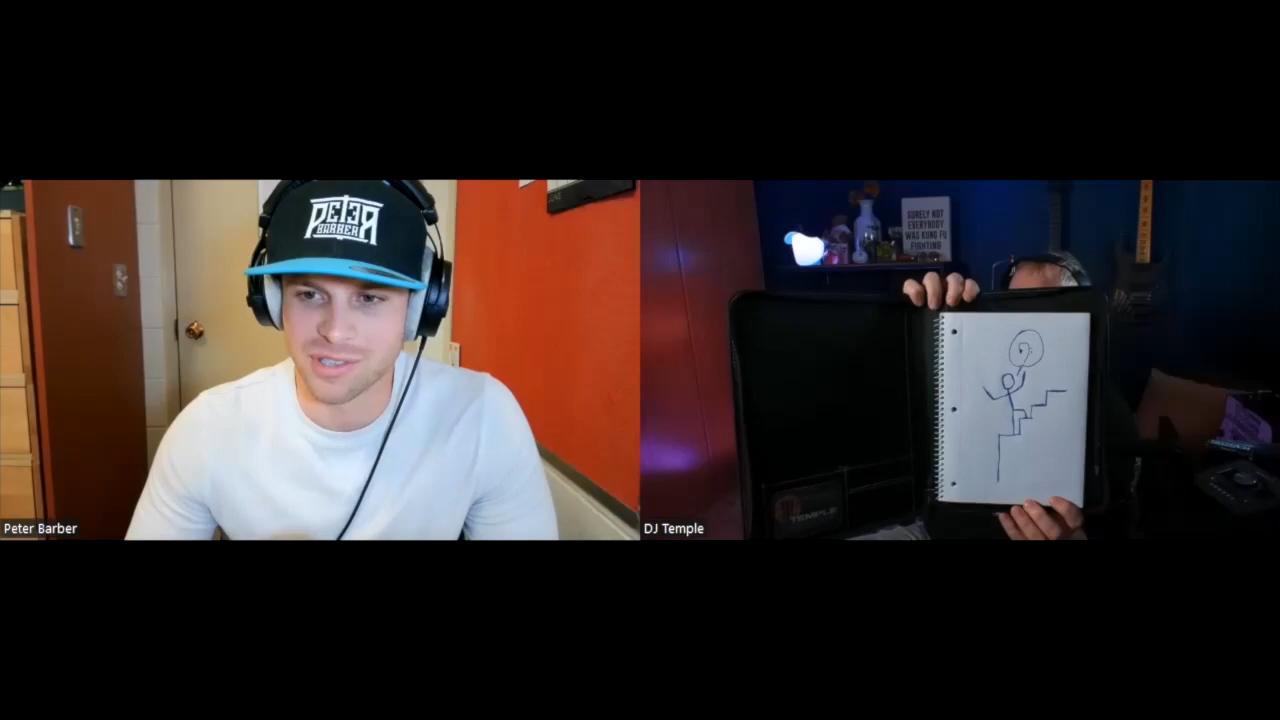 PETER
BARBER
SURELY NOT
EVERYBODY
WAS KUNG FU
FIGHTING
TEMPLE
Peter Barber
DJ Temple